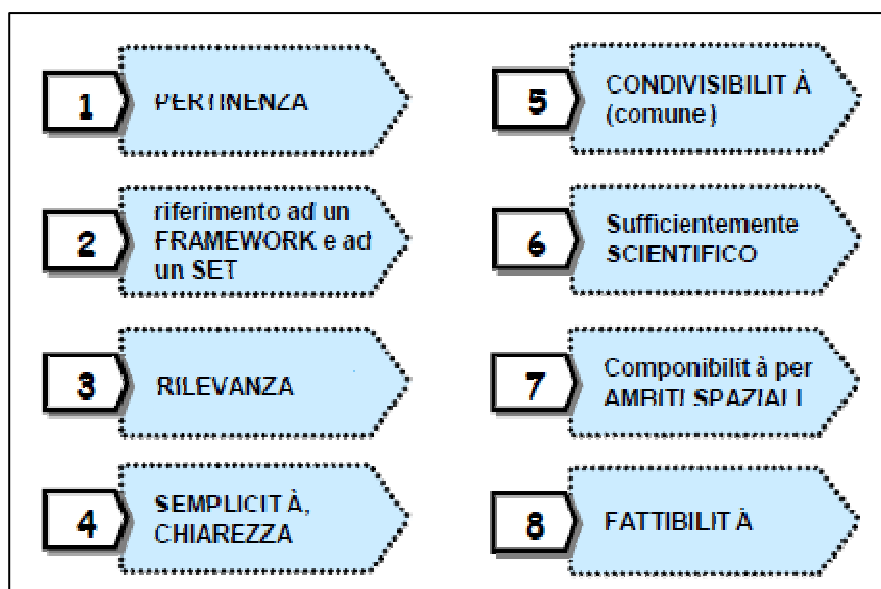 1
PERTINENZA
2
riferimento ad un
FRAMEWORK e ad
un SET
3
RILEVANZA
4
SEMPLICITÀ,
CHIAREZZA
5
CONDIVISIBILITÀ
(comune)
6
Sufficientemente
SCIENTIFICO
7
Componibilità per
AMBITI SPAZIALI
8
FATTIBILITÀ